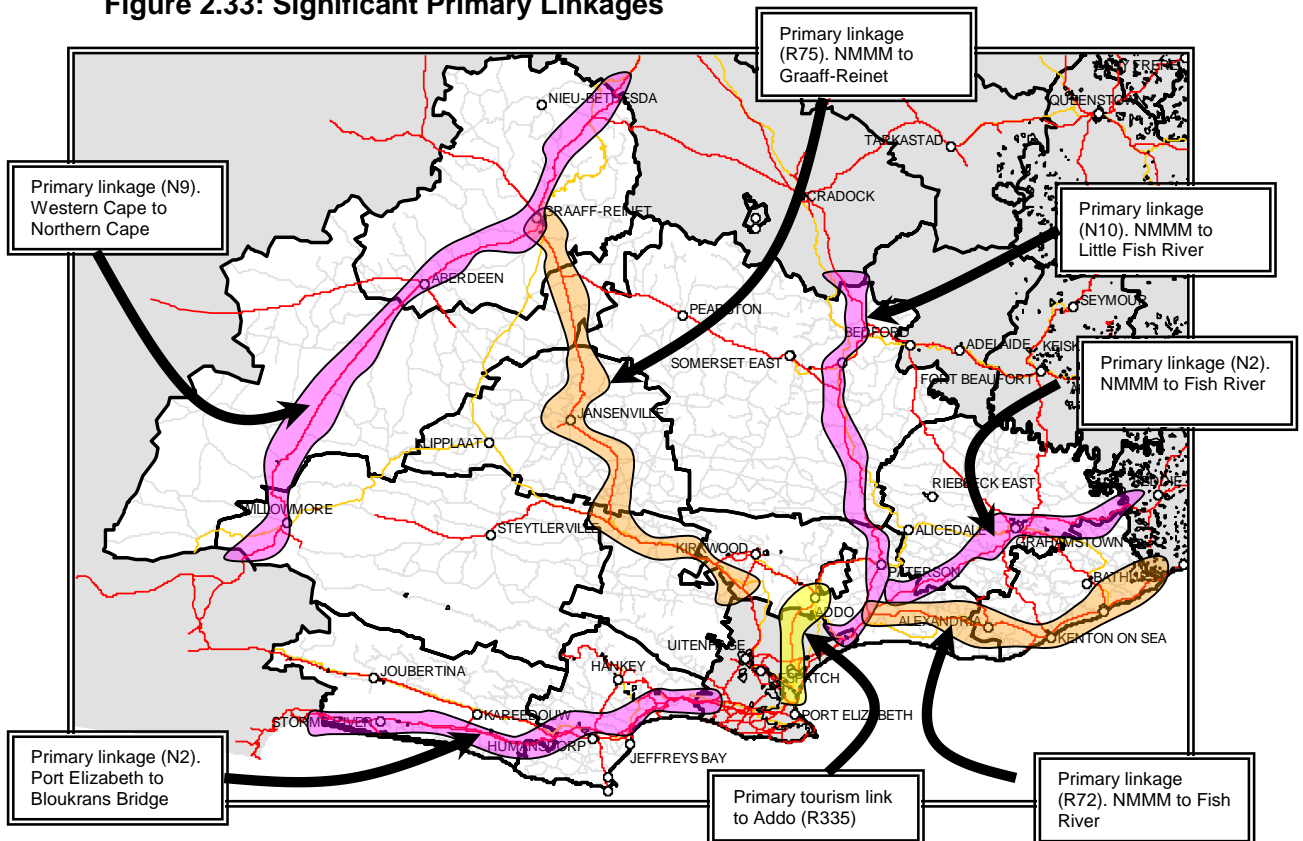 Figure 2.33: Significant Primary Linkages
Primary linkage
(R75). NMMM to
Graaff-Reinet
NIEU-BETHESDA
QUEENSTOWN
TARKASTAD
Primary linkage (N9).
Western Cape to
Northern Cape
CRADOCK
Primary linkage
(N10). NMMM to
Little Fish River
GRAAFF-REINET
ABERDEEN
PEARSTON
SEYMOUR
BEDFORD
ADELAIDE
KEISK
SOMERSET EAST
FORT BEAUFORT
Primary linkage (N2).
NMMM to Fish River
JANSENVILLE
KLIPPLAAT
RIEBEECK EAST
WILLOWMORE
STEYTLERVILLE
ALICEDALE
GRAHAMSTOWN
KIRKWOOD
PATERSON
ADDO
ALEXANDRIA
KENTON ON SEA
UITENHAGE
HANKEY
JOUBERTINA
PORT ELIZABETH
STORMS RIVER
KAREEDOUW
HUMANSDORP
JEFFREYS BAY
Primary linkage (N2).
Port Elizabeth to
Bloukrans Bridge
Primary tourism link
to Addo (R335)
Primary linkage
(R72). NMMM to Fish
River